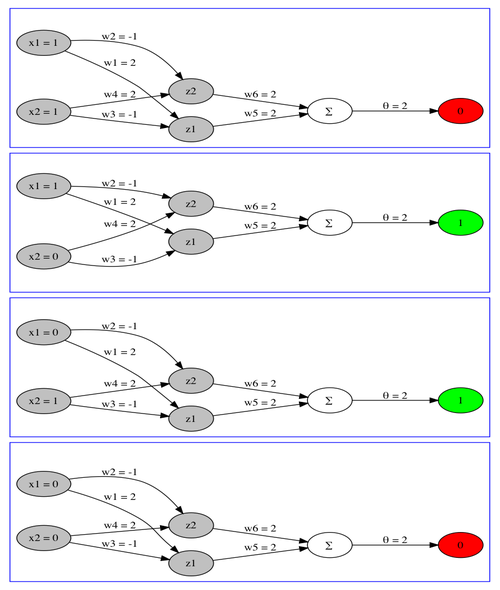 x1 = 1
w2 = -1
w1 = 2
z2
w6 = 2
w4 = 2
x2 = 1
w3 = -1
z1
w5 = 2
Σ
θ = 2
0
x1 = 1
w2 = -1
w1 = 2
z2
w6 = 2
w4 = 2
x2 = 0
w3 = -1
z1
w5 = 2
Σ
θ = 2
1
x1 = 0
w2 = -1
w1 = 2
z2
w6 = 2
w4 = 2
x2 = 1
w3 = -1
z1
w5 = 2
Σ
θ = 2
1
x1 = 0
w2 = -1
w1 = 2
z2
w6 = 2
w4 = 2
x2 = 0
w3 = -1
z1
w5 = 2
Σ
θ = 2
0